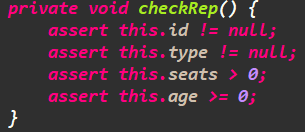 private void checkRep() {
    assert this.id != null;
    assert this.type != null;
    assert this.seats > 0;
    assert this.age >= 0;
}